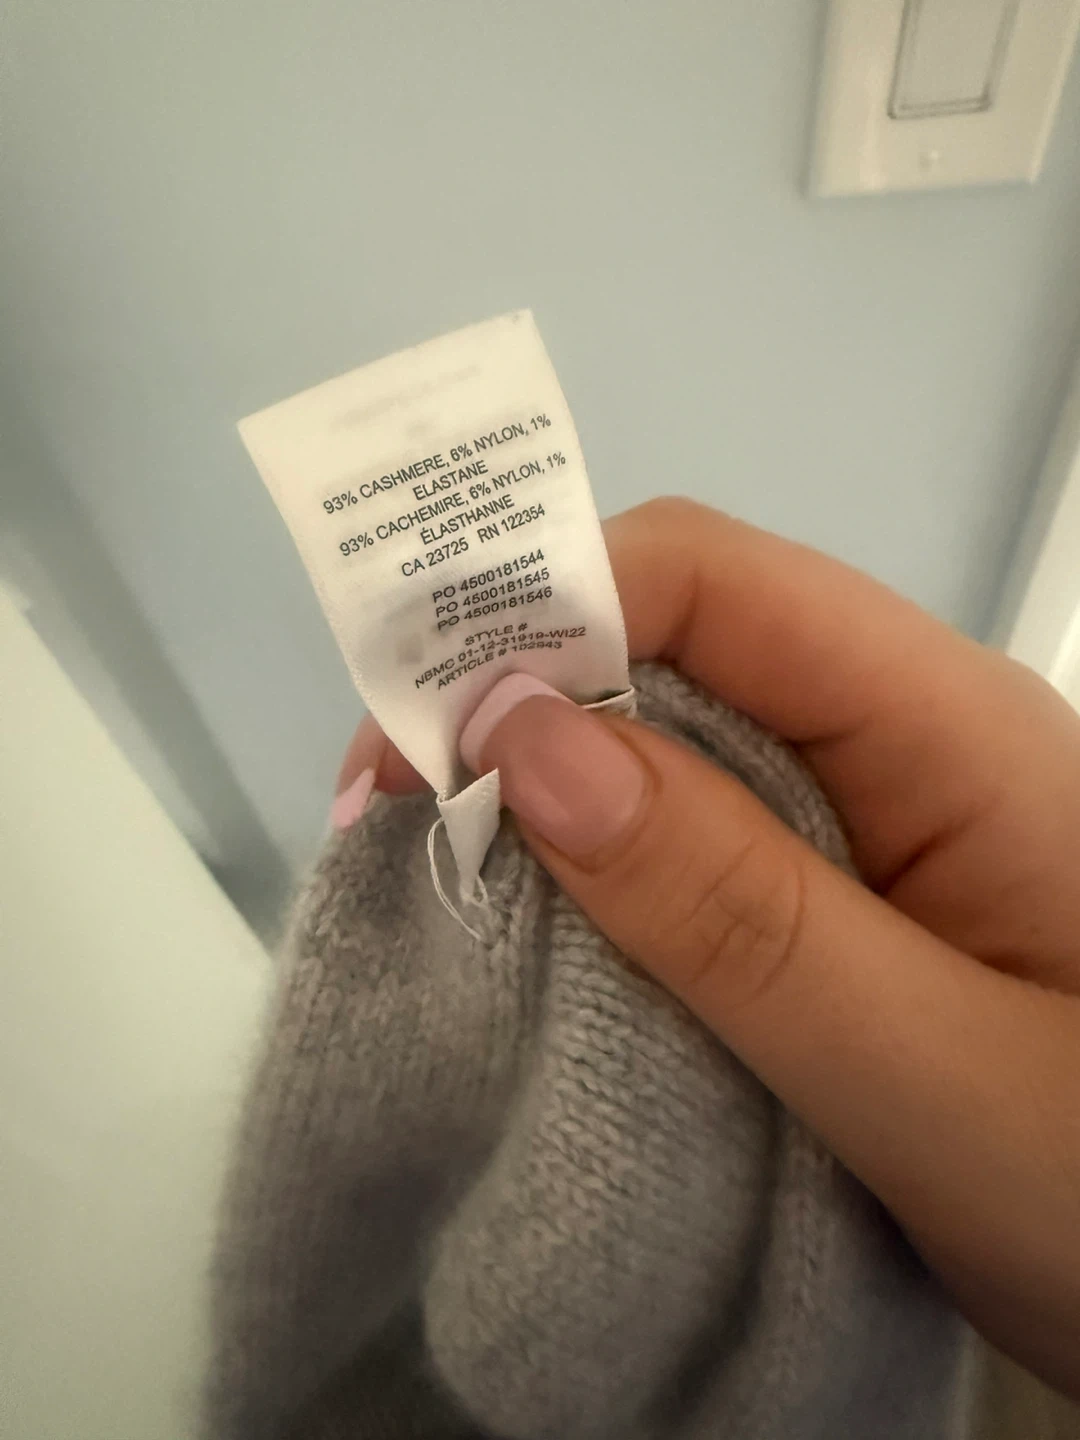 93% CASHMERE, 6% NYLON, 1%
ELASTANE
93% CACHEMIRE, 6% NYLON, 1%
ÉLASTHANNE
CA 23725 RN 122354
PO 4500181544
PO 4500181545
PO 4500181546
STYLE #
NBMC 01-12-31919-WI22
ARTICLE # 102943